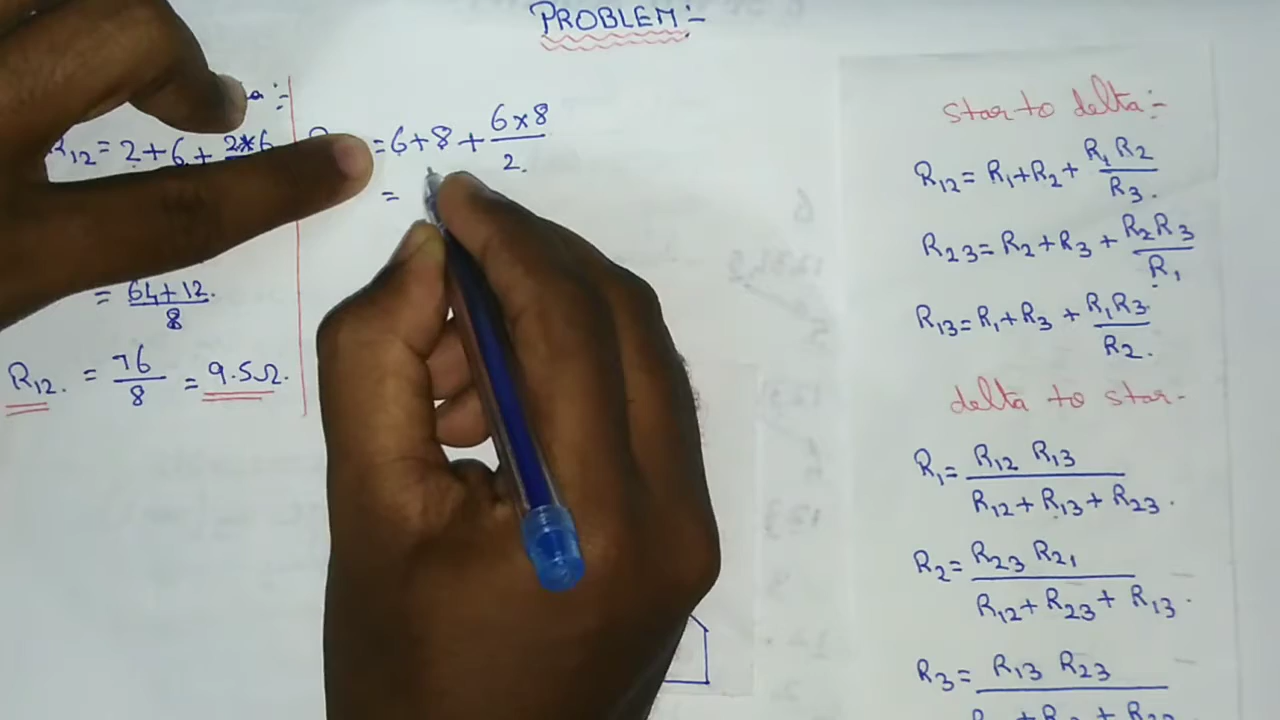 PROBLEM:-
R12 = 2+6+ 2*6
= 64+12. / 8
R12. = 76/8 = 9.5Ω.
= 6+8+ 6×8/2.
=
star to delta:-
R12 = R1+R2+ R1 R2/R3.
R23 = R2+R3+ R2R3/R1
R13 = R1+R3+ R1R3/R2.
delta to star-
R1 = R12 R13/R12+R13+R23.
R2 = R23 R21/R12+R23+R13.
R3 = R13 R23